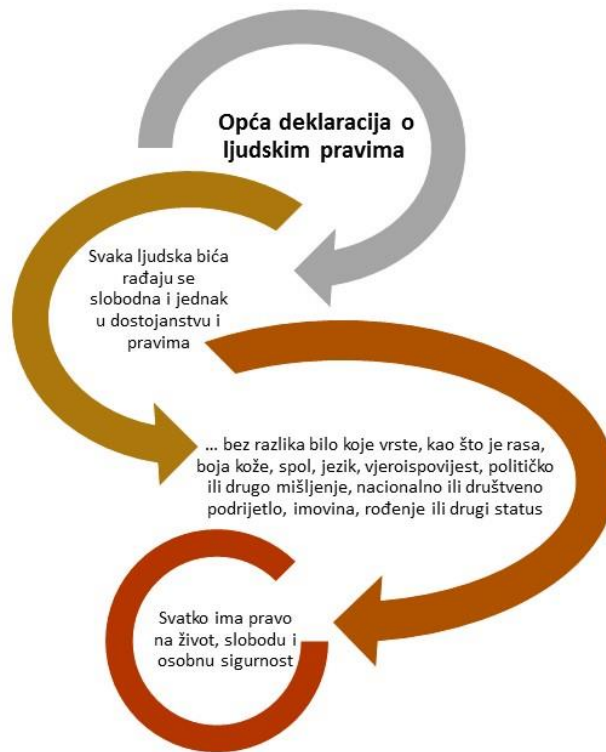 Opća deklaracija o
ljudskim pravima
Svaka ljudska bića
rađaju se
slobodna i jednak
u dostojanstvu i
pravima
... bez razlika bilo koje vrste, kao što je rasa,
boja kože, spol, jezik, vjeroispovijest, političko
ili drugo mišljenje, nacionalno ili društveno
podrijetlo, imovina, rođenje ili drugi status
Svatko ima pravo
na život, slobodu i
osobnu sigurnost